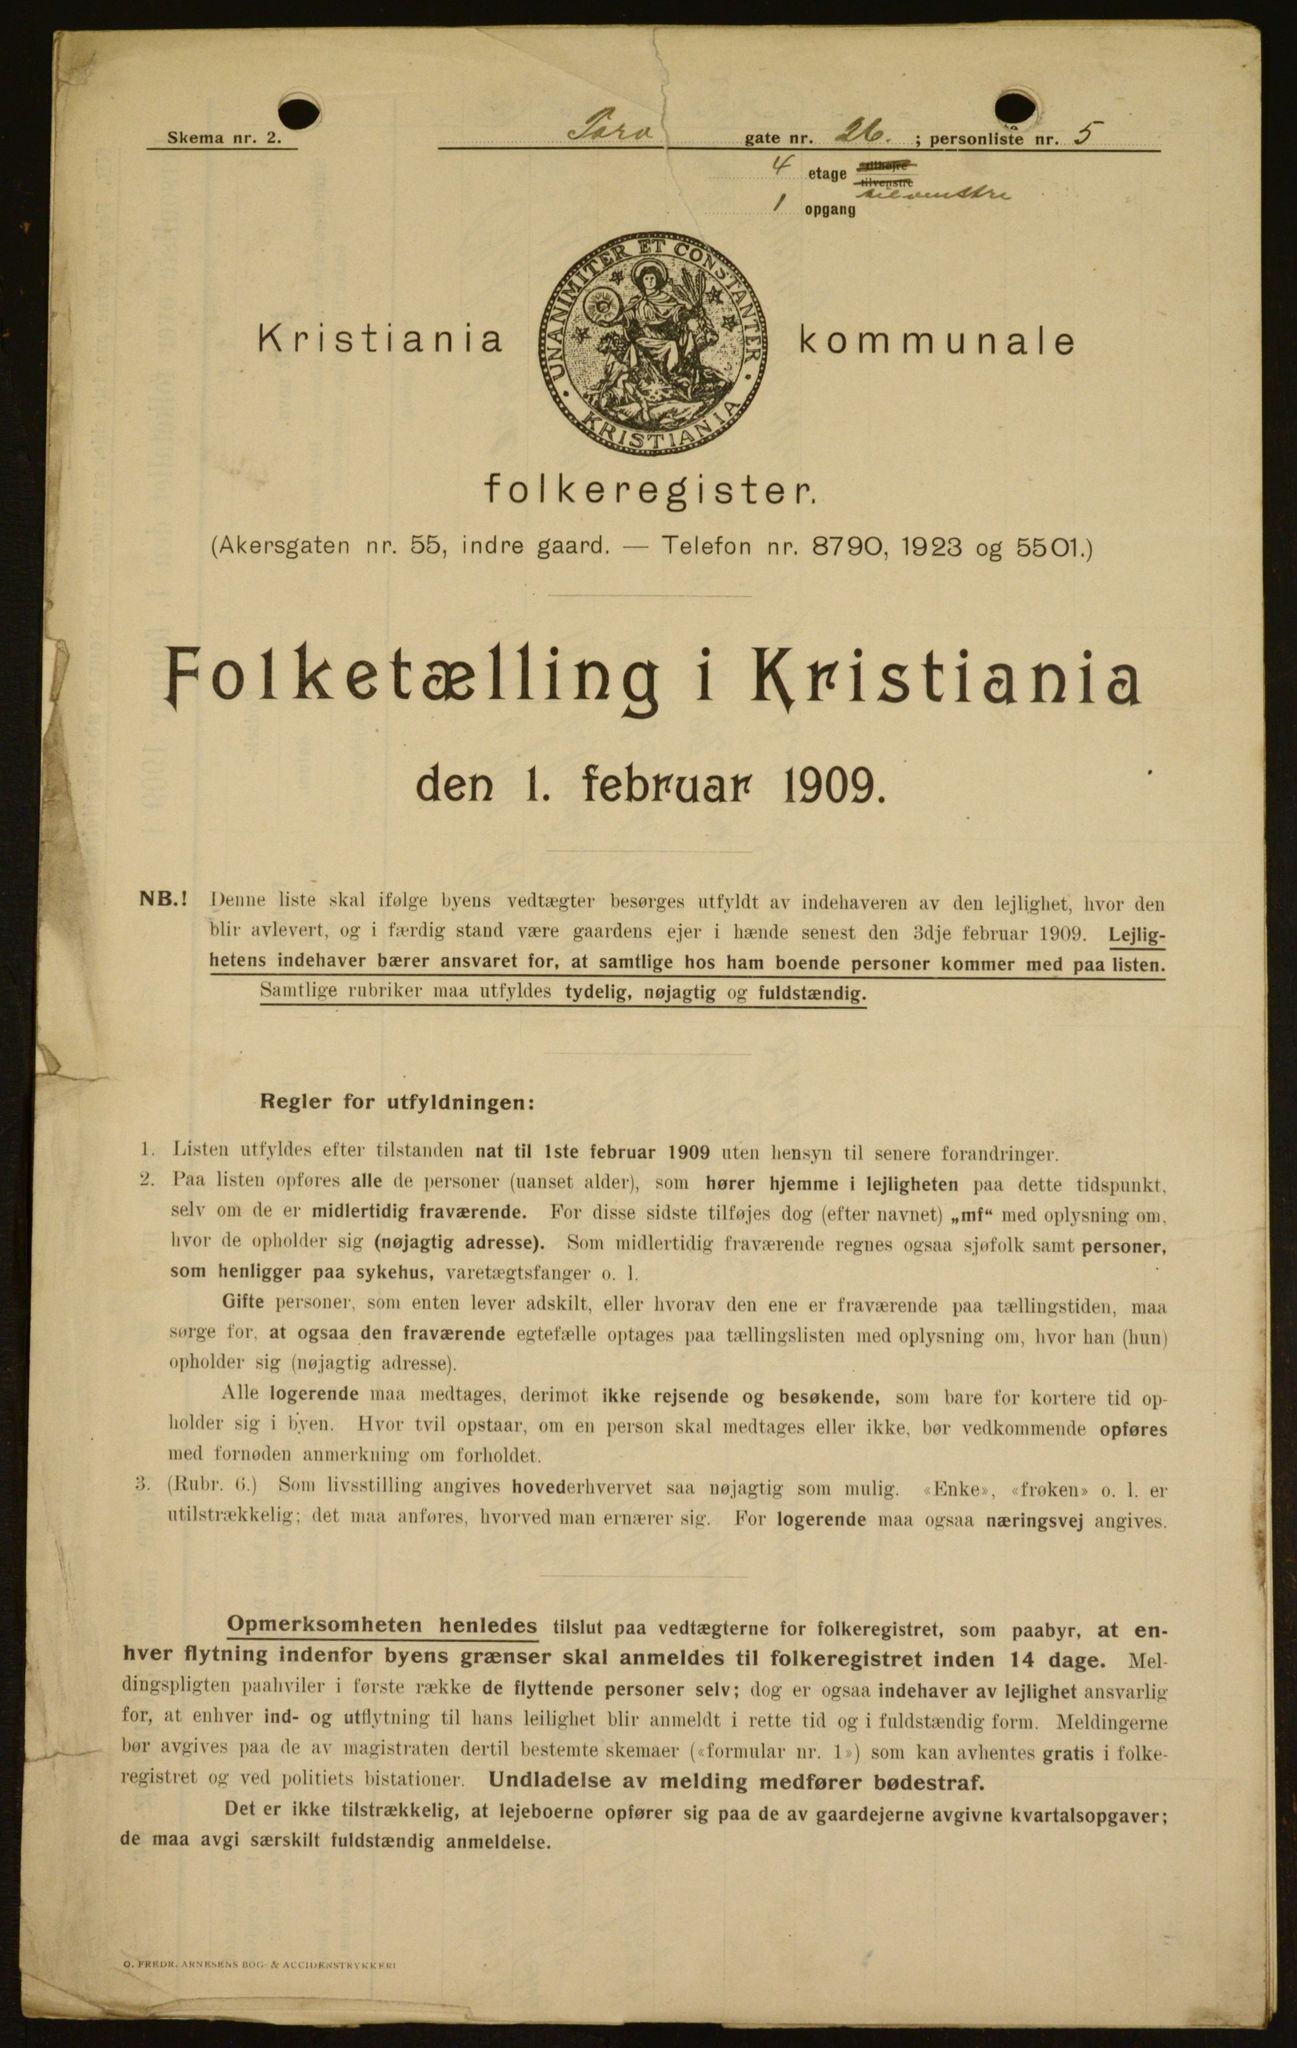 Skema nr. 2. Toro gate nr. 26. ; personliste nr. 5
4 etage tilhøjre tilvenstre
1 opgang tilvenstre
UNANIMITER ET CONSTANTER
KRISTIANIA
Kristiania kommunale
folkeregister.
(Akersgaten nr. 55, indre gaard. — Telefon nr. 8790, 1923 og 5501.)
Folketælling i Kristiania
den 1. februar 1909.
NB.! Denne liste skal ifølge byens vedtægter besørges utfyldt av indehaveren av den lejlighet, hvor den
blir avlevert, og i færdig stand være gaardens ejer i hænde senest den 3dje februar 1909. Lejlig-
hetens indehaver bærer ansvaret for, at samtlige hos ham boende personer kommer med paa listen.
Samtlige rubriker maa utfyldes tydelig, nøjagtig og fuldstændig.
Regler for utfyldningen:
1. Listen utfyldes efter tilstanden nat til 1ste februar 1909 uten hensyn til senere forandringer.
2. Paa listen opføres alle de personer (uanset alder), som hører hjemme i lejligheten paa dette tidspunkt,
selv om de er midlertidig fraværende. For disse sidste tilføjes dog (efter navnet) „mf“ med oplysning om,
hvor de opholder sig (nøjagtig adresse). Som midlertidig fraværende regnes ogsaa sjøfolk samt personer,
som henligger paa sykehus, varetægtsfanger o. l.
Gifte personer, som enten lever adskilt, eller hvorav den ene er fraværende paa tællingstiden, maa
sørge for, at ogsaa den fraværende egtefælle optages paa tællingslisten med oplysning om, hvor han (hun)
opholder sig (nøjagtig adresse).
Alle logerende maa medtages, derimot ikke rejsende og besøkende, som bare for kortere tid op-
holder sig i byen. Hvor tvil opstaar, om en person skal medtages eller ikke, bør vedkommende opføres
med fornøden anmerkning om forholdet.
3. (Rubr. 6.) Som livsstilling angives hovederhvervet saa nøjagtig som mulig. «Enke», «frøken» o. l. er
utilstrækkelig; det maa anføres, hvorved man ernærer sig. For logerende maa ogsaa næringsvej angives.
Opmerksomheten henledes tilslut paa vedtægterne for folkeregistret, som paabyr, at en-
hver flytning indenfor byens grænser skal anmeldes til folkeregistret inden 14 dage. Mel-
dingspligten paahviler i første række de flyttende personer selv; dog er ogsaa indehaver av lejlighet ansvarlig
for, at enhver ind- og utflytning til hans leilighet blir anmeldt i rette tid og i fuldstændig form. Meldingerne
bør avgives paa de av magistraten dertil bestemte skemaer («formular nr. 1») som kan avhentes gratis i folke-
registret og ved politiets bistationer. Undladelse av melding medfører bødestraf.
Det er ikke tilstrækkelig, at lejeboerne opfører sig paa de av gaardejerne avgivne kvartalsopgaver;
de maa avgi særskilt fuldstændig anmeldelse.
O. FREDR. ARNESENS BOG- & ACCIDENSTRYKKERI